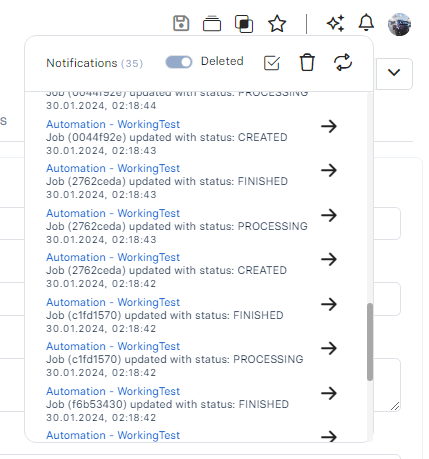 Notifications (35)
Deleted
Job (0044f92e) updated with status: PROCESSING
30.01.2024, 02:18:44
Automation - WorkingTest
Job (0044f92e) updated with status: CREATED
30.01.2024, 02:18:43
Automation - WorkingTest
Job (2762ceda) updated with status: FINISHED
30.01.2024, 02:18:43
Automation - WorkingTest
Job (2762ceda) updated with status: PROCESSING
30.01.2024, 02:18:43
Automation - WorkingTest
Job (2762ceda) updated with status: CREATED
30.01.2024, 02:18:42
Automation - WorkingTest
Job (c1fd1570) updated with status: FINISHED
30.01.2024, 02:18:42
Automation - WorkingTest
Job (c1fd1570) updated with status: PROCESSING
30.01.2024, 02:18:42
Automation - WorkingTest
Job (f6b53430) updated with status: FINISHED
30.01.2024, 02:18:42
Automation - WorkingTest